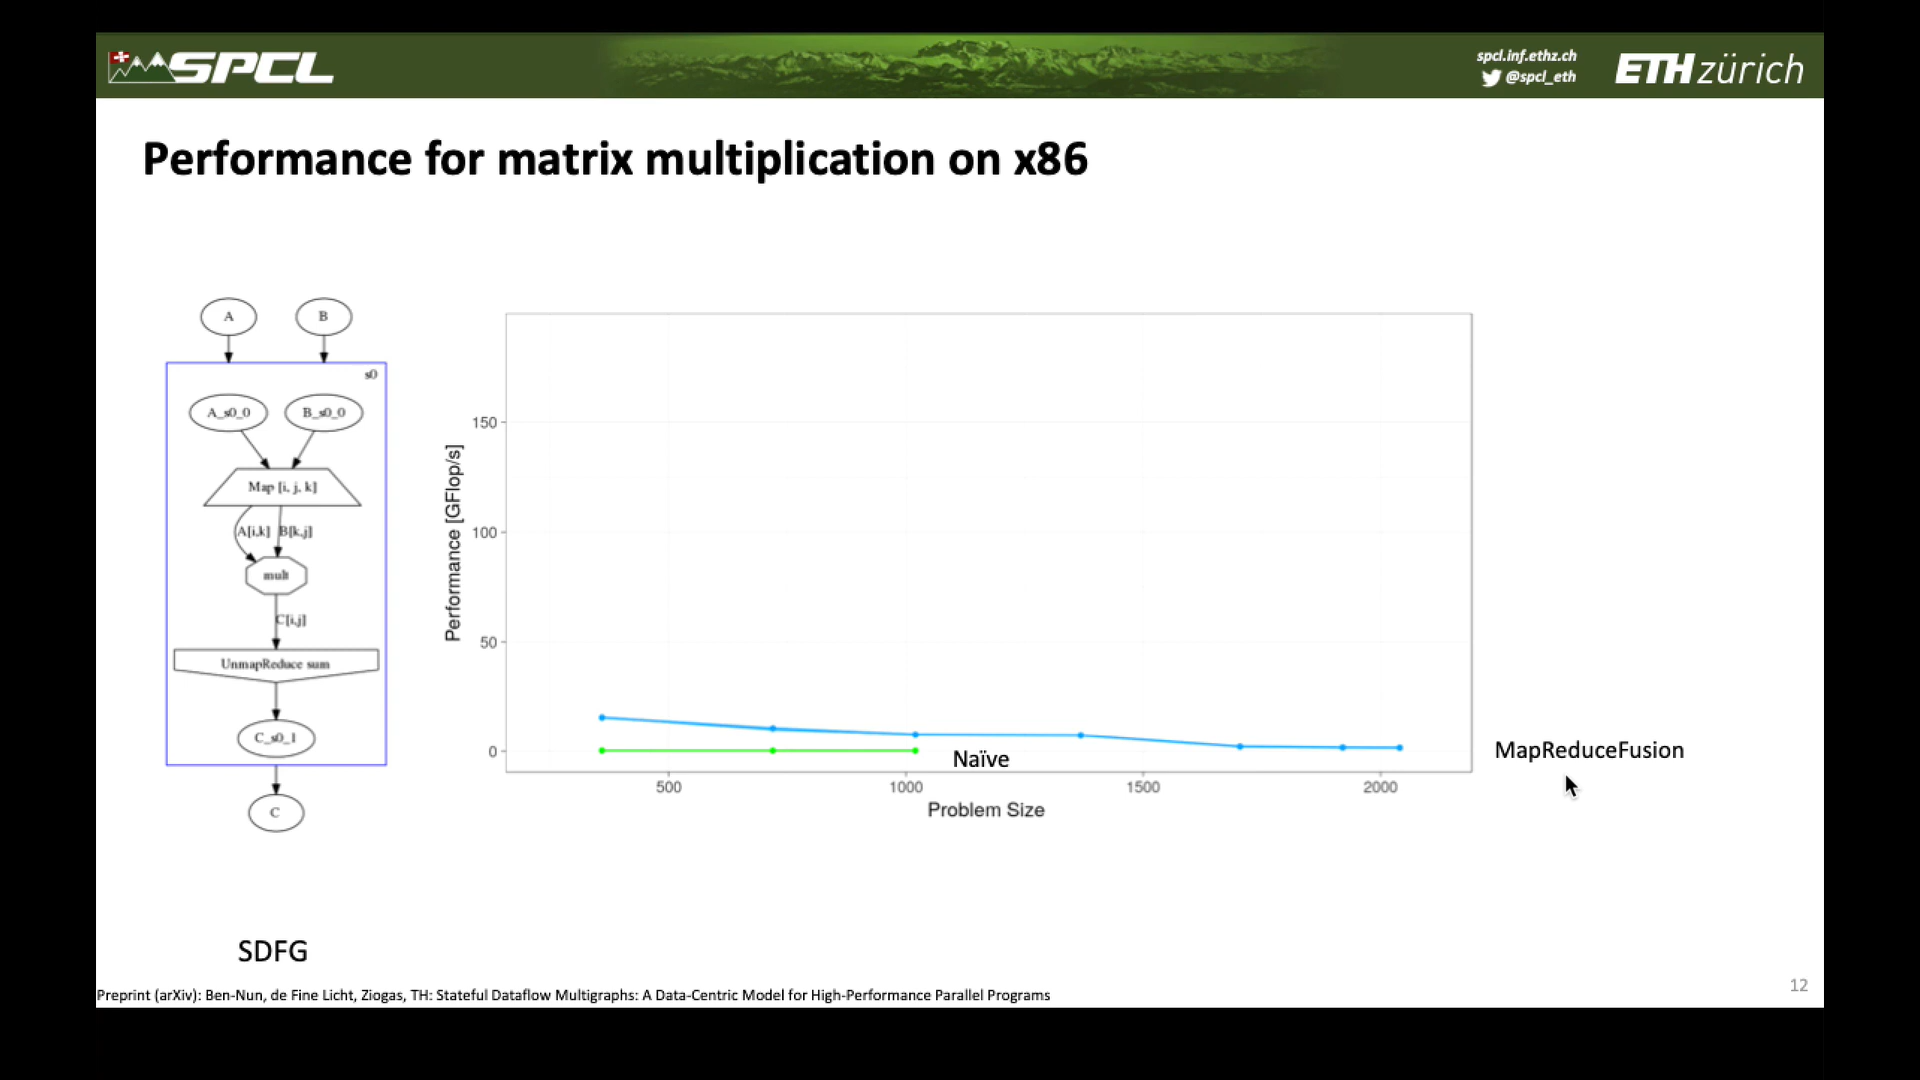 SPCL
spcl.inf.ethz.ch
@spcl_eth
ETH zürich
Performance for matrix multiplication on x86
A
B
s0
A_s0_0
B_s0_0
Map [i, j, k]
A[i,k]
B[k,j]
mult
C[i,j]
UnmapReduce sum
C_s0_1
C
SDFG
Performance [GFlop/s]
150
100
50
0
Naïve
500
1000
1500
2000
Problem Size
MapReduceFusion
Preprint (arXiv): Ben-Nun, de Fine Licht, Ziogas, TH: Stateful Dataflow Multigraphs: A Data-Centric Model for High-Performance Parallel Programs
12